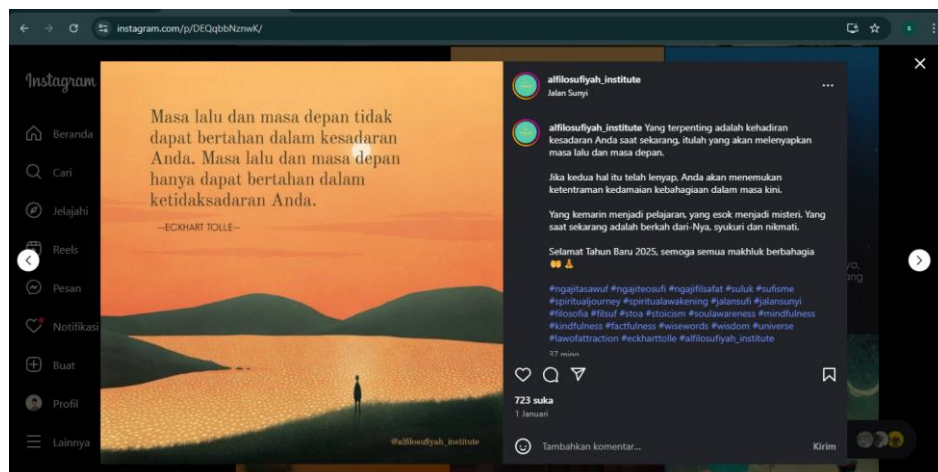 instagram.com/p/DEQqbbNznwK/
Instagram
Beranda
Cari
Jelajahi
Reels
Pesan
Notifikasi
Buat
Profil
Lainnya
Masa lalu dan masa depan tidak
dapat bertahan dalam kesadaran
Anda. Masa lalu dan masa depan
hanya dapat bertahan dalam
ketidaksadaran Anda.
—ECKHART TOLLE—
@alfilosufiyah_institute
alfilosufiyah_institute
Jalan Sunyi
alfilosufiyah_institute Yang terpenting adalah kehadiran
kesadaran Anda saat sekarang, itulah yang akan melenyapkan
masa lalu dan masa depan.
Jika kedua hal itu telah lenyap, Anda akan menemukan
ketentraman kedamaian kebahagiaan dalam masa kini.
Yang kemarin menjadi pelajaran, yang esok menjadi misteri. Yang
saat sekarang adalah berkah dari-Nya, syukuri dan nikmati.
Selamat Tahun Baru 2025, semoga semua makhluk berbahagia
#ngajitasawuf #ngajiteosufi #ngajifilsafat #suluk #sufisme
#spiritualjourney #spiritualawakening #jalansufi #jalansunyi
#filosofia #filsuf #stoa #stoicism #soulawareness #mindfulness
#kindfulness #factfulness #wisewords #wisdom #universe
#lawofattraction #eckharttolle #alfilosufiyah_institute
723 suka
1 Januari
Tambahkan komentar...
Kirim